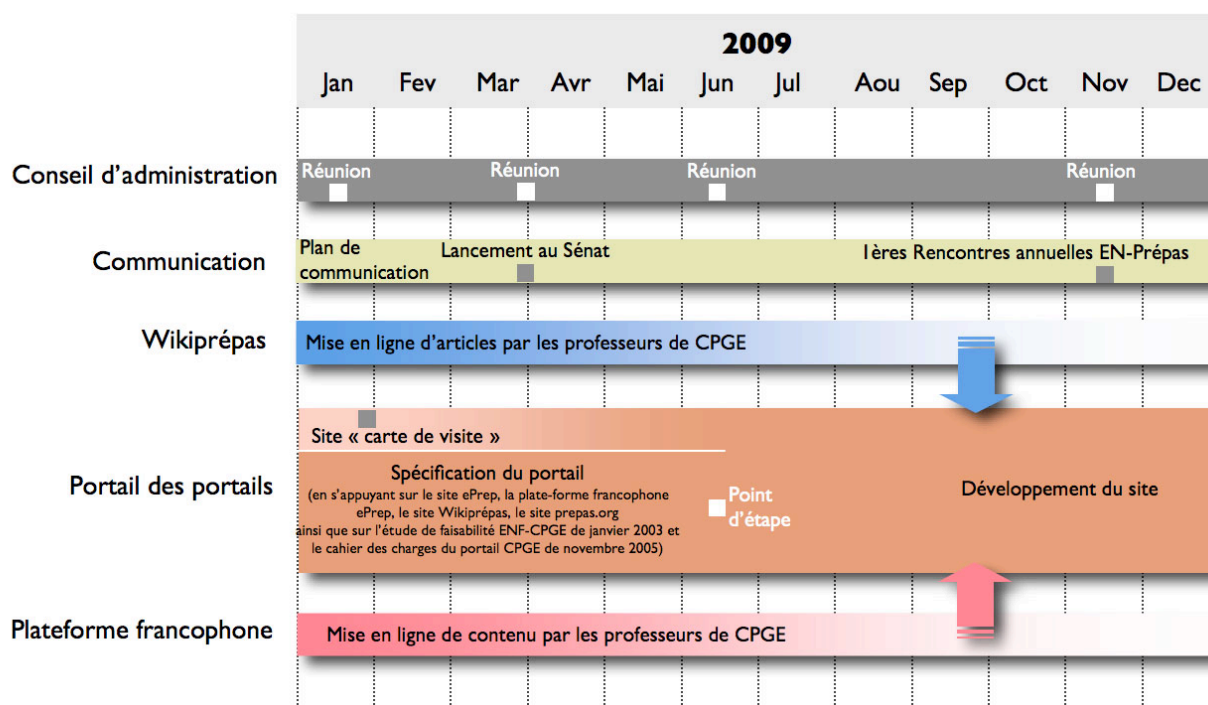 2009
Jan Fev Mar Avr Mai Jun Jul Aou Sep Oct Nov Dec
Conseil d'administration
Réunion Réunion Réunion Réunion
Communication
Plan de
communication
Lancement au Sénat
1ères Rencontres annuelles EN-Prépas
Wikiprépas
Mise en ligne d'articles par les professeurs de CPGE
Portail des portails
Site « carte de visite »
Spécification du portail
(en s'appuyant sur le site ePrep, la plate-forme francophone
ePrep, le site Wikiprépas, le site prepas.org
ainsi que sur l'étude de faisabilité ENF-CPGE de janvier 2003 et
le cahier des charges du portail CPGE de novembre 2005)
Point
d'étape
Développement du site
Plateforme francophone
Mise en ligne de contenu par les professeurs de CPGE